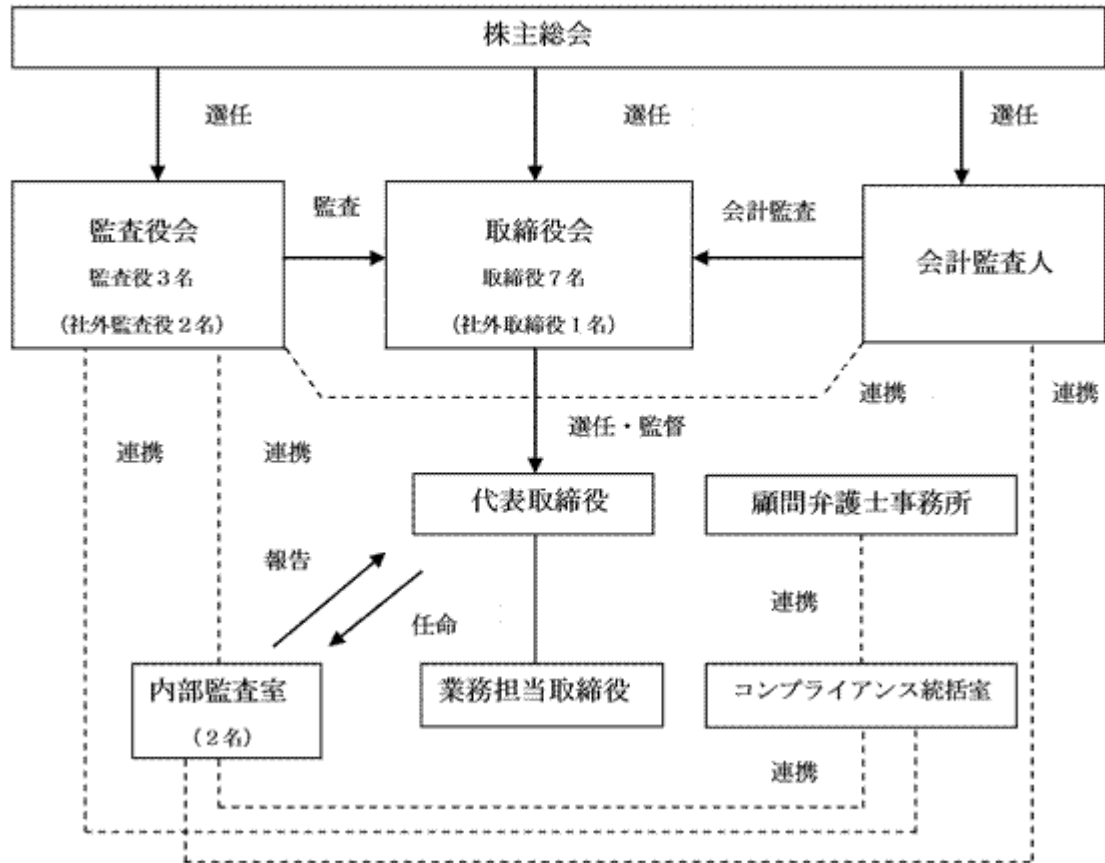 株主総会
選任
選任
選任
監査役会
監査役3名
(社外監査役2名)
監査
取締役会
取締役7名
(社外取締役1名)
会計監査
会計監査人
連携
連携
選任・監督
連携
連携
代表取締役
顧問弁護士事務所
報告
連携
任命
内部監査室
(2名)
業務担当取締役
コンプライアンス統括室
連携